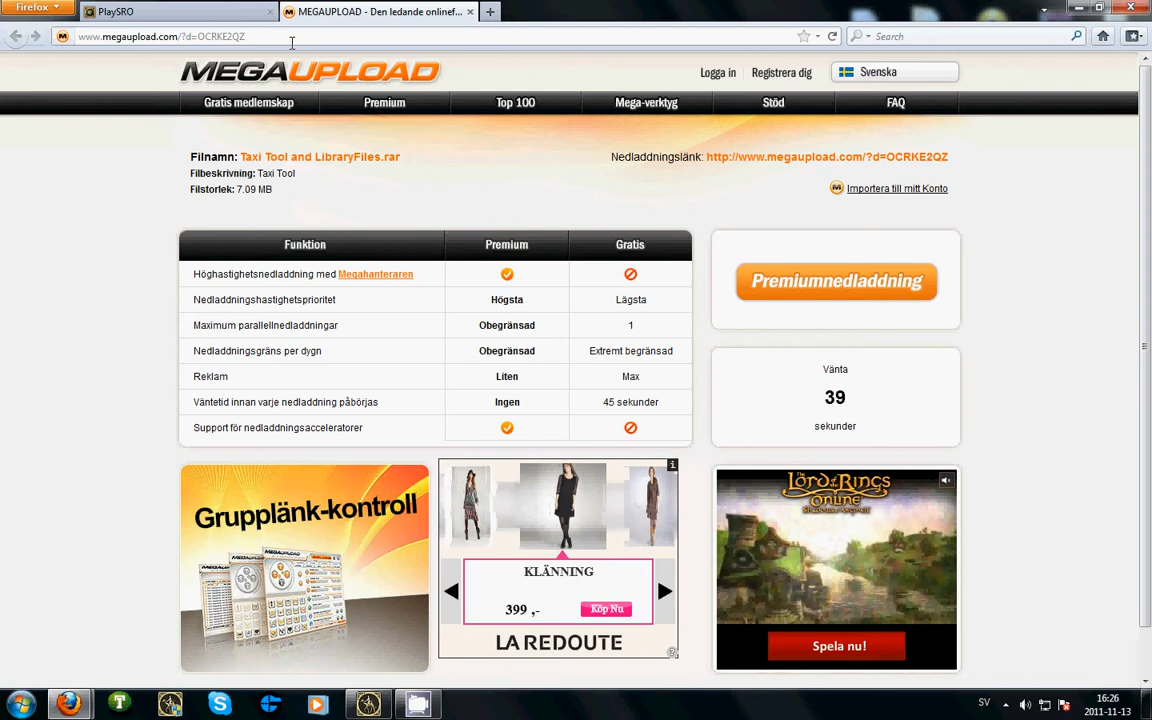 Firefox
PlaySRO
MEGAUPLOAD - Den ledande onlinef...
www.megaupload.com/?d=OCRKE2QZ
Search
MEGAUPLOAD
Logga in
Registrera dig
Svenska
Gratis medlemskap
Premium
Top 100
Mega-verktyg
Stöd
FAQ
Filnamn: Taxi Tool and LibraryFiles.rar
Nedladdningslänk: http://www.megaupload.com/?d=OCRKE2QZ
Filbeskrivning: Taxi Tool
Filstorlek: 7.09 MB
Importera till mitt Konto
Funktion Premium Gratis
Höghastighetsnedladdning med Megahanteraren
Nedladdningshastighetsprioritet Högsta Lägsta
Maximum parallellnedladdningar Obegränsad 1
Nedladdningsgräns per dygn Obegränsad Extremt begränsad
Reklam Liten Max
Väntetid innan varje nedladdning påbörjas Ingen 45 sekunder
Support för nedladdningsacceleratorer
Premiumnedladdning
Vänta
39
sekunder
Grupplänk-kontroll
MEGAUPLOAD
KLÄNNING
399 ,-
Köp Nu
LA REDOUTE
The Lord of the Rings
Online
Spela nu!
SV
16:26
2011-11-13